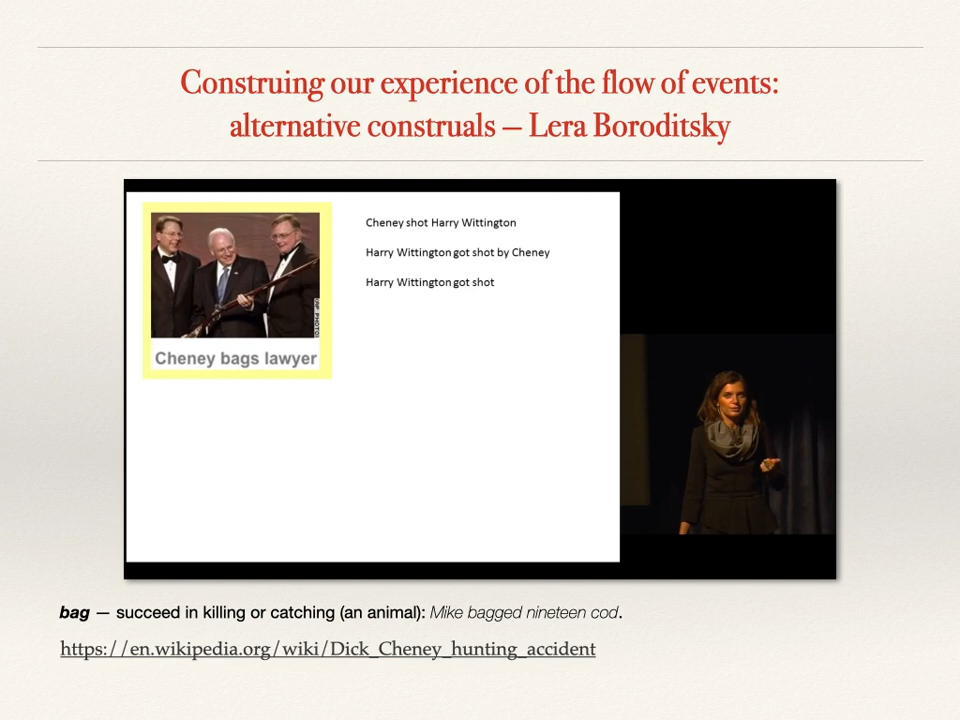 Construing our experience of the flow of events:
alternative construals — Lera Boroditsky
Cheney shot Harry Wittington
Harry Wittington got shot by Cheney
Harry Wittington got shot
AP PHOTO
Cheney bags lawyer
bag — succeed in killing or catching (an animal): Mike bagged nineteen cod.
https://en.wikipedia.org/wiki/Dick_Cheney_hunting_accident